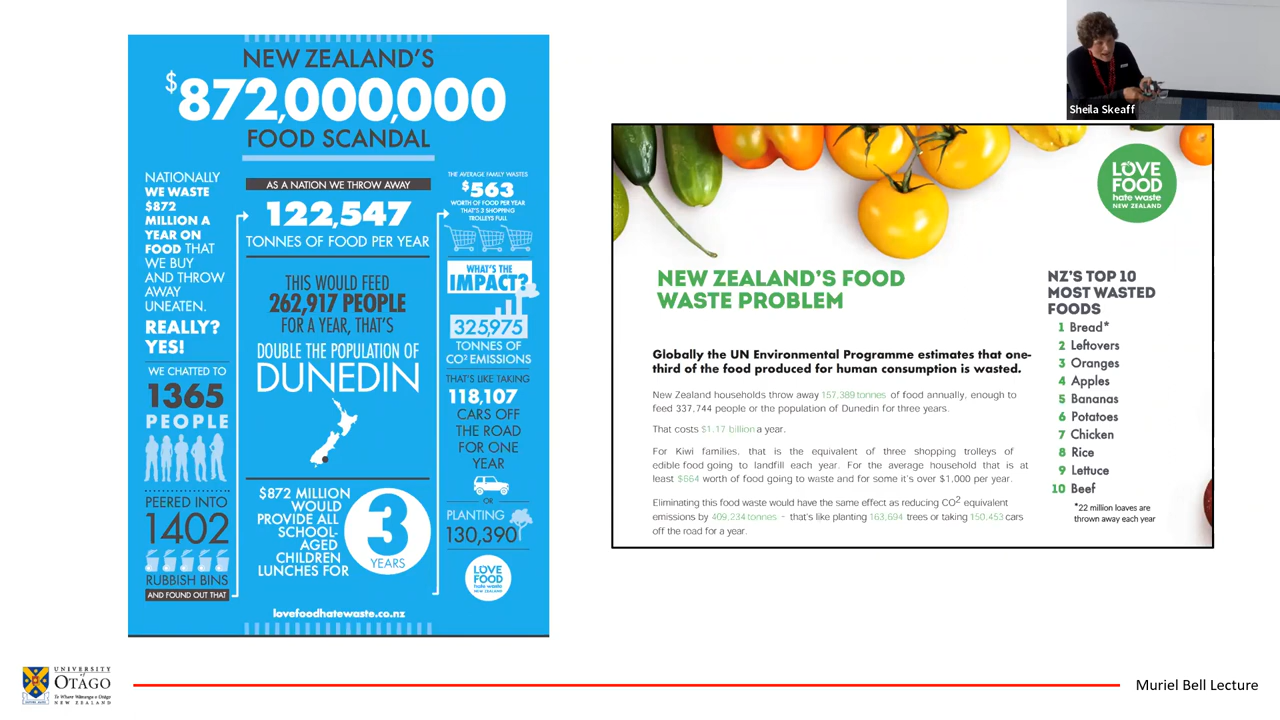 NEW ZEALAND'S
$872,000,000
FOOD SCANDAL
NATIONALLY
WE WASTE
$872
MILLION A
YEAR ON
FOOD THAT
WE BUY
AND THROW
AWAY
UNEATEN.
REALLY?
YES!
WE CHATTED TO
1365
PEOPLE
PEERED INTO
1402
RUBBISH BINS
AND FOUND OUT THAT
AS A NATION WE THROW AWAY
122,547
TONNES OF FOOD PER YEAR
THIS WOULD FEED
262,917 PEOPLE
FOR A YEAR, THAT'S
DOUBLE THE POPULATION OF
DUNEDIN
$872 MILLION
WOULD
PROVIDE ALL
SCHOOL-
AGED
CHILDREN
LUNCHES FOR
3
YEARS
THE AVERAGE FAMILY WASTES
$563
WORTH OF FOOD PER YEAR
THAT'S 3 SHOPPING
TROLLEYS FULL
WHAT'S THE
IMPACT?
325,975
TONNES OF
CO² EMISSIONS
THAT'S LIKE TAKING
118,107
CARS OFF
THE ROAD
FOR ONE
YEAR
OR
PLANTING
130,390
LOVE
FOOD
hate waste
NEW ZEALAND
lovefoodhatewaste.co.nz
Sheila Skeaff
LOVE
FOOD
hate waste
NEW ZEALAND
NEW ZEALAND'S FOOD
WASTE PROBLEM
Globally the UN Environmental Programme estimates that one-
third of the food produced for human consumption is wasted.
New Zealand households throw away 157,389 tonnes of food annually, enough to
feed 337,744 people or the population of Dunedin for three years.
That costs $1.17 billion a year.
For Kiwi families, that is the equivalent of three shopping trolleys of
edible food going to landfill each year. For the average household that is at
least $664 worth of food going to waste and for some it's over $1,000 per year.
Eliminating this food waste would have the same effect as reducing CO² equivalent
emissions by 409,234 tonnes - that's like planting 163,694 trees or taking 150,453 cars
off the road for a year.
NZ'S TOP 10
MOST WASTED
FOODS
1 Bread*
2 Leftovers
3 Oranges
4 Apples
5 Bananas
6 Potatoes
7 Chicken
8 Rice
9 Lettuce
10 Beef
*22 million loaves are
thrown away each year
UNIVERSITY
of
OTAGO
Te Whare Wānanga o Otāgo
NEW ZEALAND
Muriel Bell Lecture